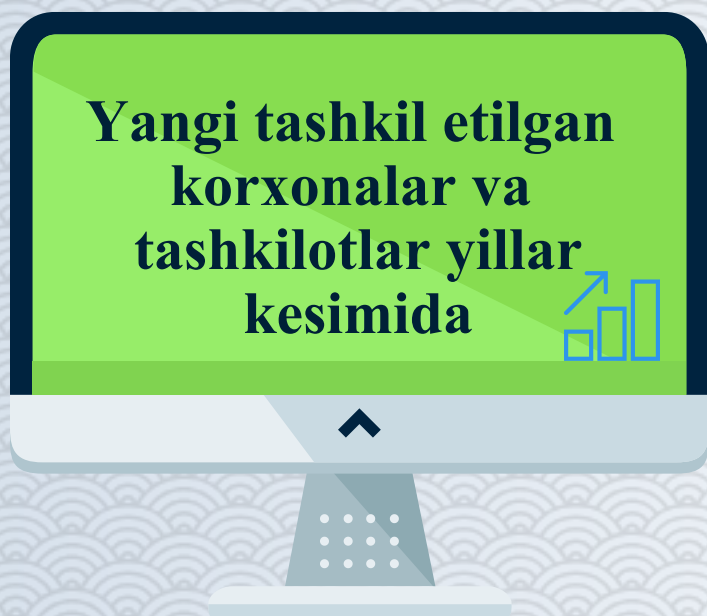 Yangi tashkil etilgan
korxonalar va
tashkilotlar yillar
kesimida